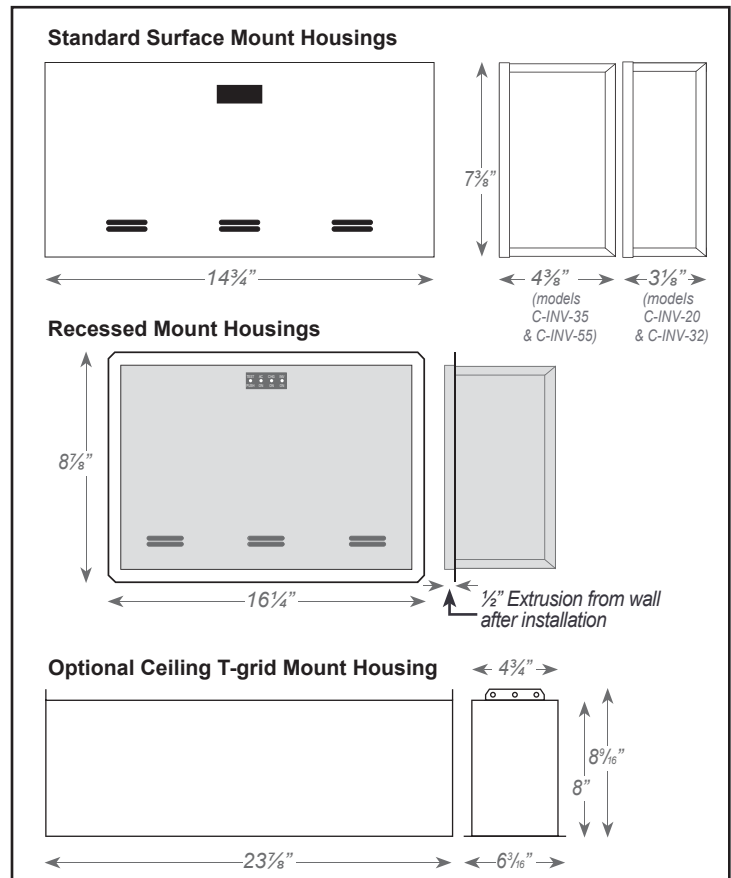 Standard Surface Mount Housings
7⅜”
14¾”
4⅜”
(models
C-INV-35
& C-INV-55)
3⅛”
(models
C-INV-20
& C-INV-32)
Recessed Mount Housings
8⅞”
16¼”
½” Extrusion from wall
after installation
Optional Ceiling T-grid Mount Housing
4¾”
8⁹⁄₁₆”
8”
23⅞”
6³⁄₁₆”